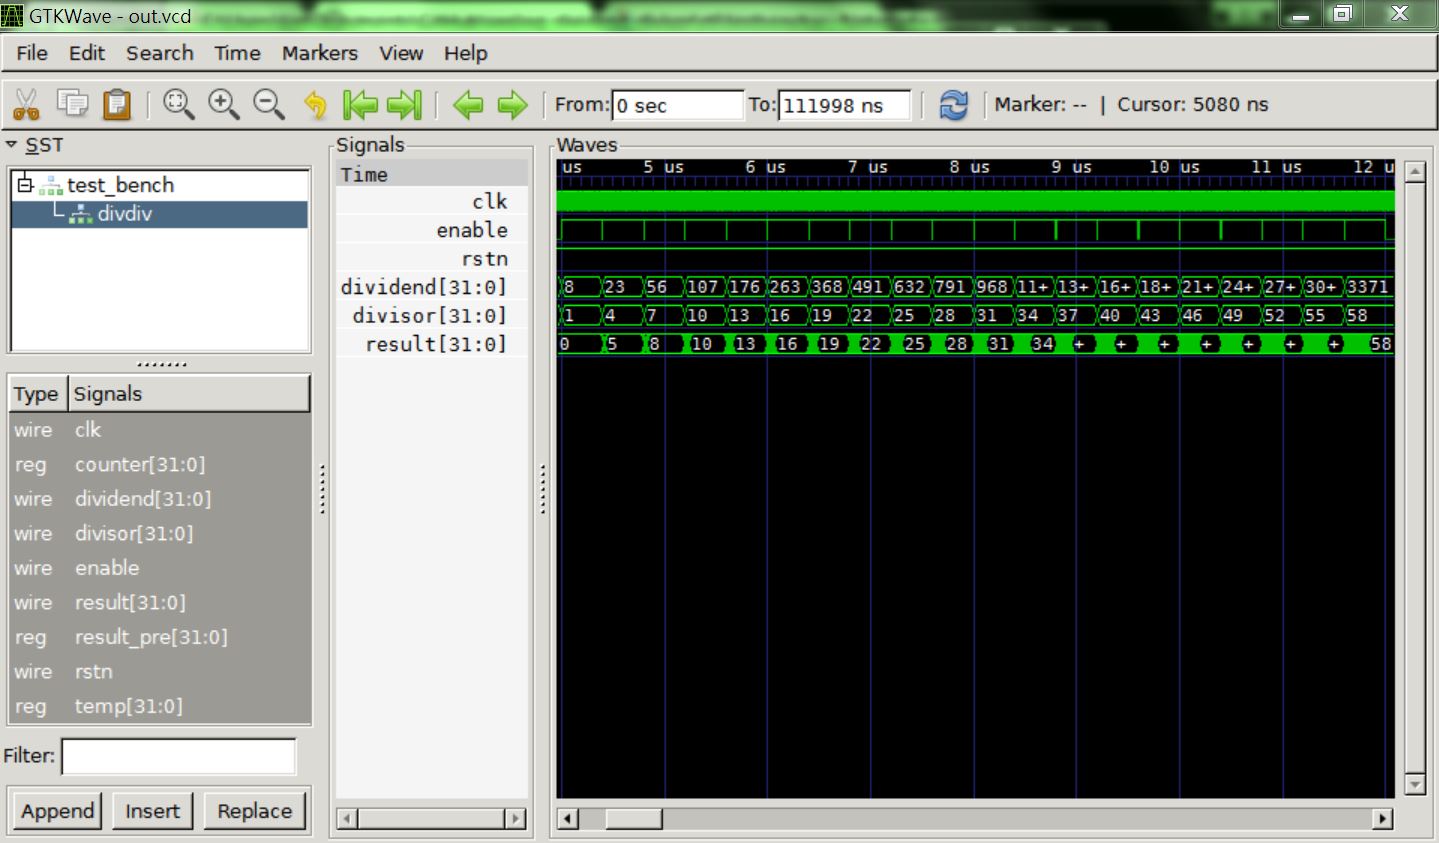 GTKWave - out.vcd
File Edit Search Time Markers View Help
From: 0 sec To: 111998 ns Marker: -- | Cursor: 5080 ns
SST
test_bench
divdiv
Type Signals
wire clk
reg counter[31:0]
wire dividend[31:0]
wire divisor[31:0]
wire enable
wire result[31:0]
reg result_pre[31:0]
wire rstn
reg temp[31:0]
Filter:
Append Insert Replace
Signals
Time
clk
enable
rstn
dividend[31:0]
divisor[31:0]
result[31:0]
Waves
us 5 us 6 us 7 us 8 us 9 us 10 us 11 us 12 u
8 23 56 107 176 263 368 491 632 791 968 11+ 13+ 16+ 18+ 21+ 24+ 27+ 30+ 3371
1 4 7 10 13 16 19 22 25 28 31 34 37 40 43 46 49 52 55 58
0 5 8 10 13 16 19 22 25 28 31 34 + + + + + + + 58